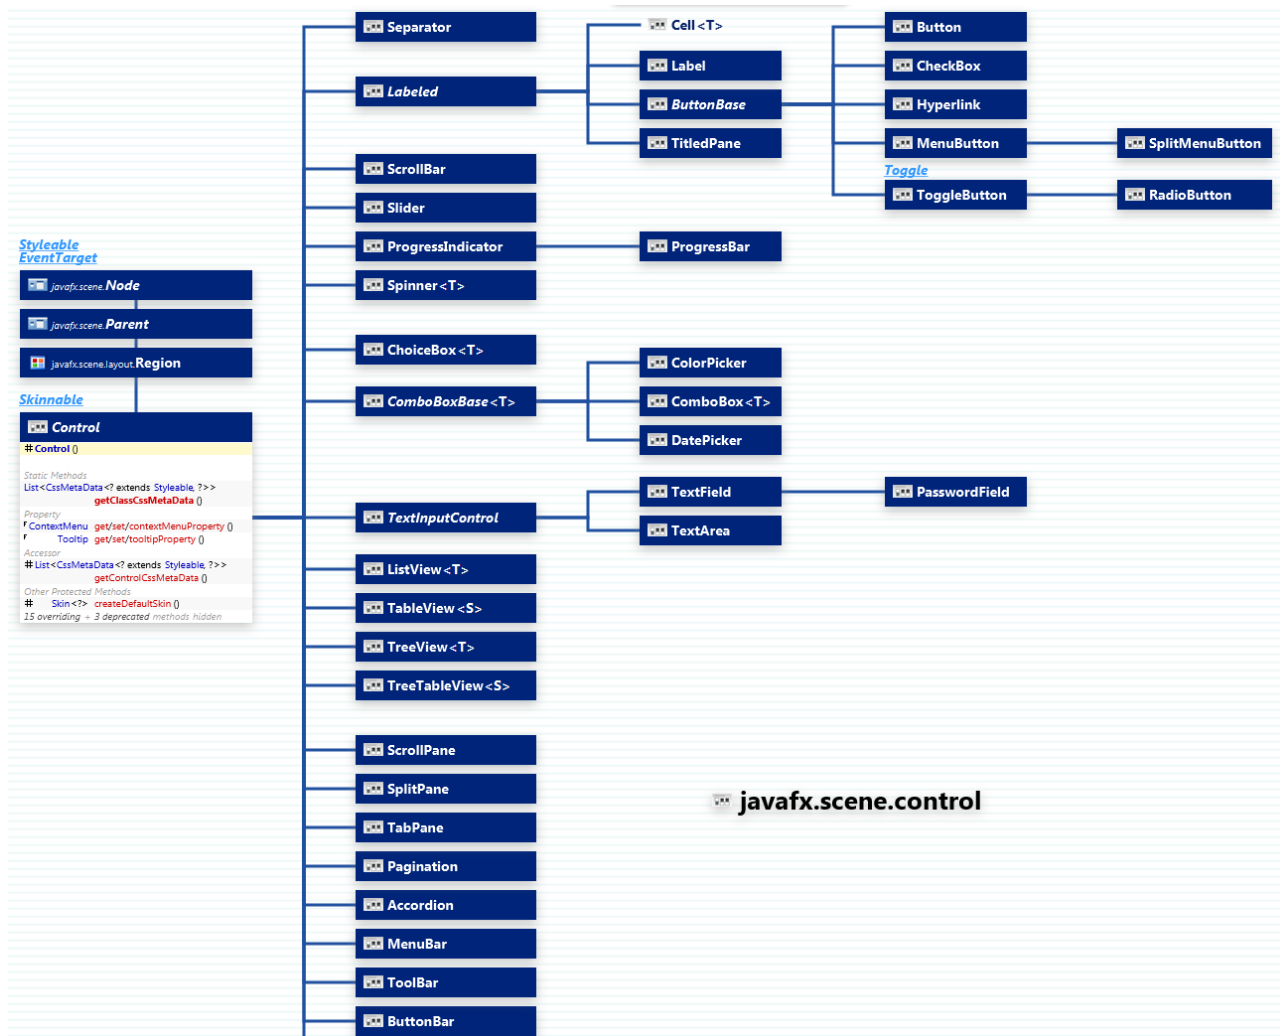 Styleable
EventTarget
javafx.scene.Node
javafx.scene.Parent
javafx.scene.layout.Region
Skinnable
Control
#Control ()
Static Methods
List<CssMetaData<? extends Styleable, ?>>
getClassCssMetaData ()
Property
ContextMenu get/set/contextMenuProperty ()
Tooltip get/set/tooltipProperty ()
Accessor
#List<CssMetaData<? extends Styleable, ?>>
getControlCssMetaData ()
Other Protected Methods
# Skin<?> createDefaultSkin ()
15 overriding + 3 deprecated methods hidden
Separator
Labeled
ScrollBar
Slider
ProgressIndicator
Spinner<T>
ChoiceBox<T>
ComboBoxBase<T>
TextInputControl
ListView<T>
TableView<S>
TreeView<T>
TreeTableView<S>
ScrollPane
SplitPane
TabPane
Pagination
Accordion
MenuBar
ToolBar
ButtonBar
Cell<T>
Label
ButtonBase
TitledPane
ProgressBar
ColorPicker
ComboBox<T>
DatePicker
TextField
TextArea
Button
CheckBox
Hyperlink
MenuButton
Toggle
ToggleButton
PasswordField
SplitMenuButton
RadioButton
javafx.scene.control